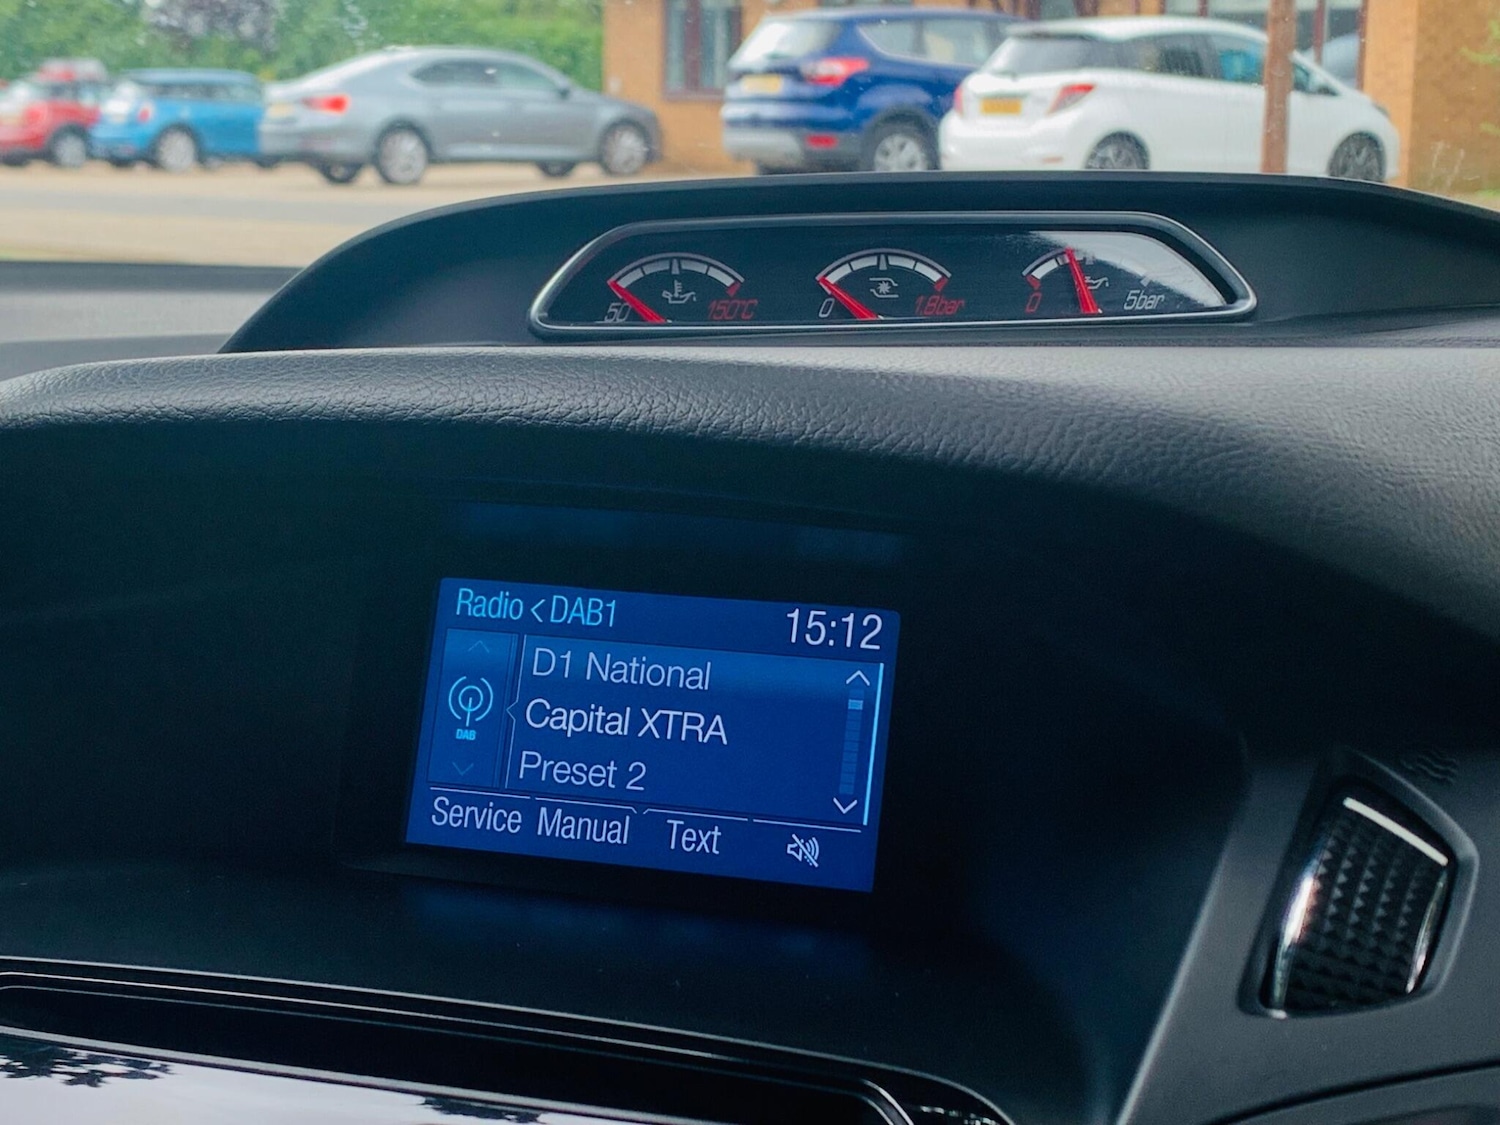 50 150°C 0 1.8bar 0 5bar
Radio < DAB1 15:12
D1 National
DAB Capital XTRA
Preset 2
Service Manual Text